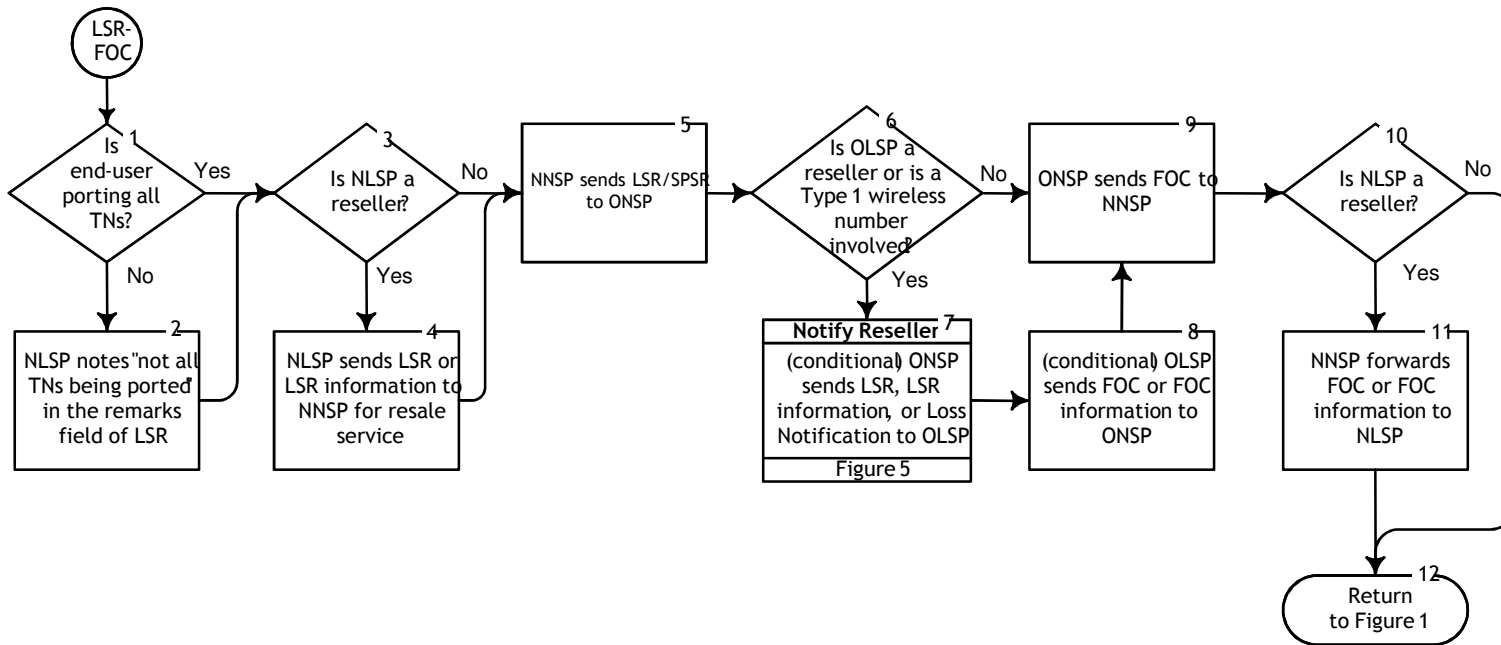 LSR-
FOC
1
Is
end-user
porting all
TNs?
Yes
No
2
NLSP notes "not all
TNs being ported"
in the remarks
field of LSR
3
Is NLSP a
reseller?
No
Yes
4
NLSP sends LSR or
LSR information to
NNSP for resale
service
5
NNSP sends LSR/SPSR
to ONSP
6
Is OLSP a
reseller or is a
Type 1 wireless
number
involved?
No
Yes
7
Notify Reseller
(conditional) ONSP
sends LSR, LSR
information, or Loss
Notification to OLSP
Figure 5
8
(conditional) OLSP
sends FOC or FOC
information to
ONSP
9
ONSP sends FOC to
NNSP
10
Is NLSP a
reseller?
No
Yes
11
NNSP forwards
FOC or FOC
information to
NLSP
12
Return
to Figure 1